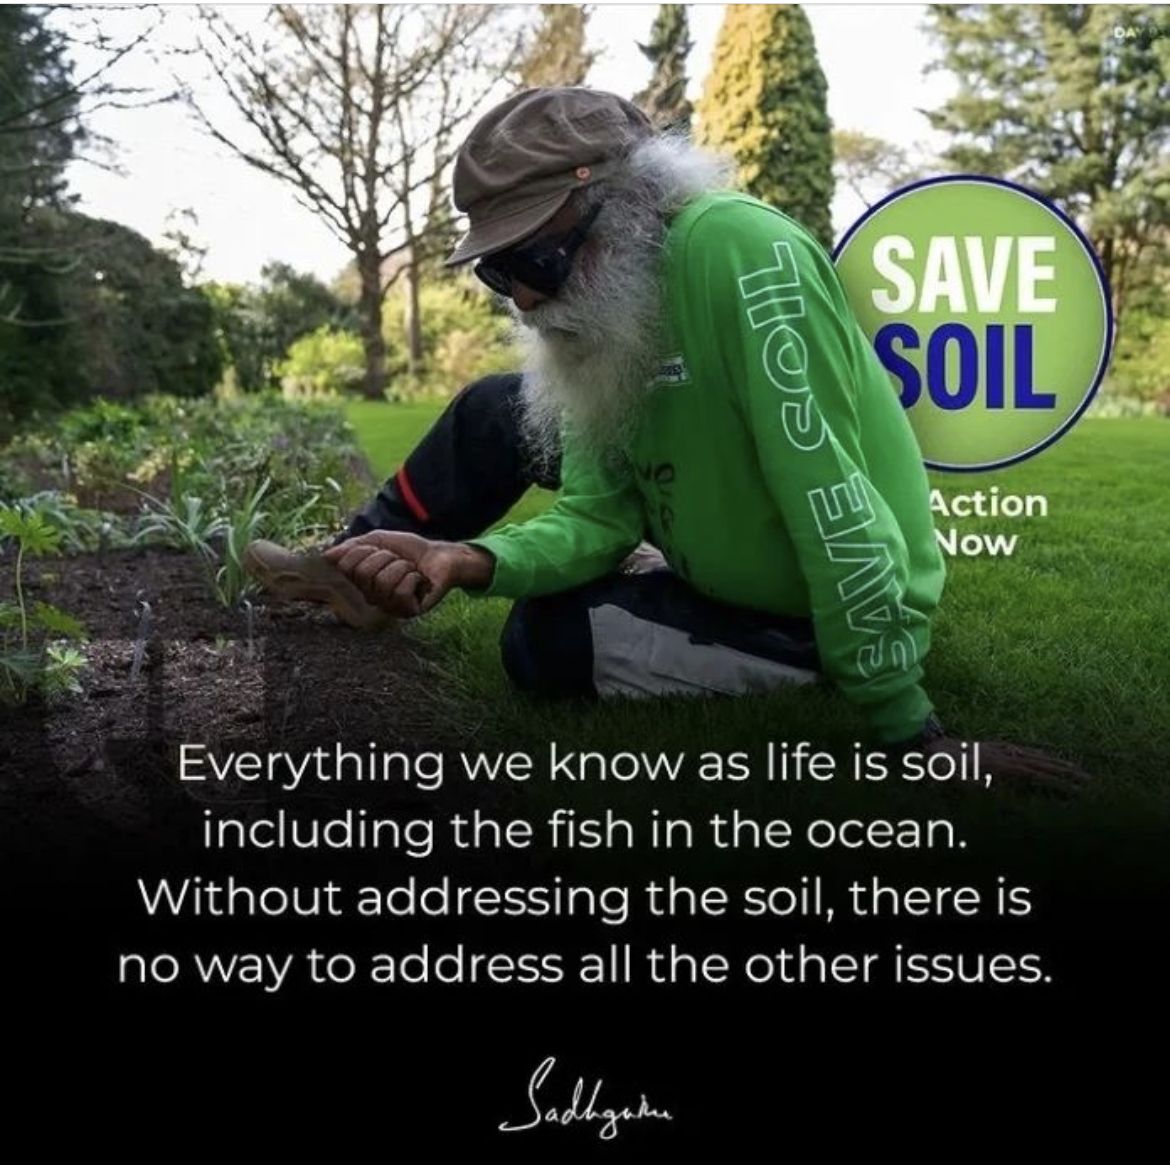 DAY
SAVE
SOIL
Action
Now
SAVE SOIL
Everything we know as life is soil,
including the fish in the ocean.
Without addressing the soil, there is
no way to address all the other issues.
Sadhguru